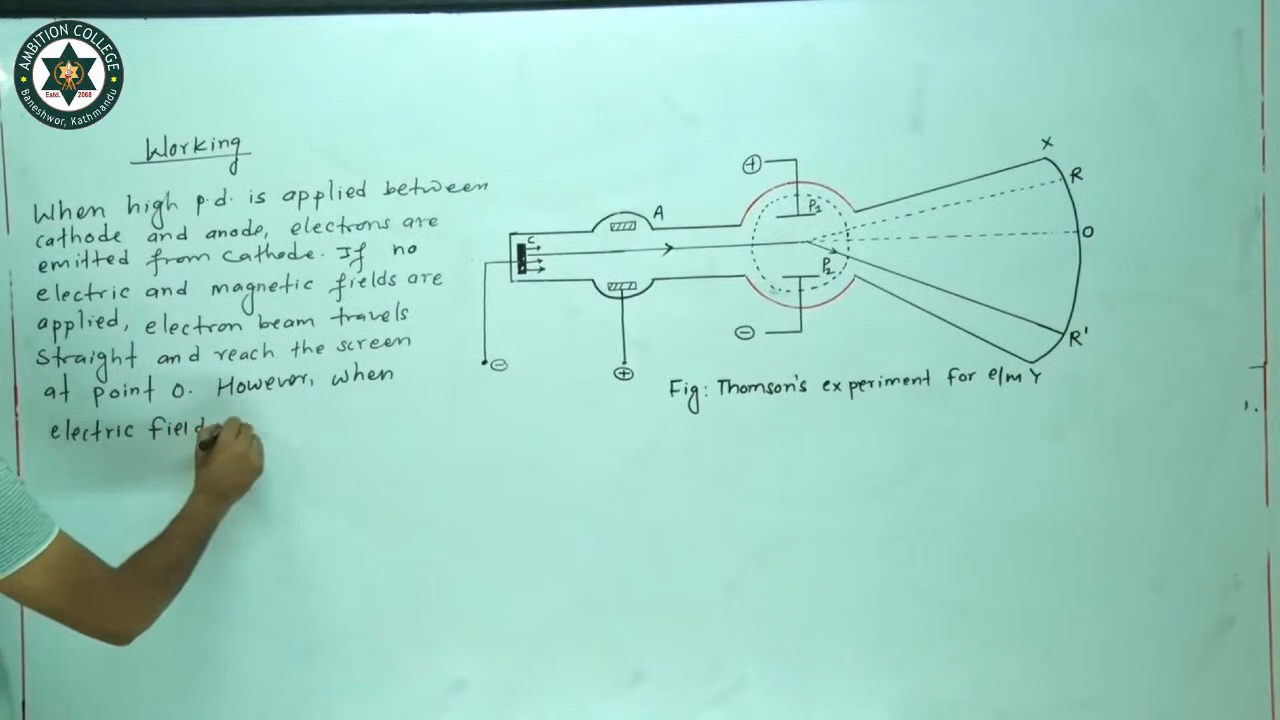 AMBITION COLLEGE
Estd. 2068
Baneshwor, Kathmandu
Working
When high p.d. is applied between
cathode and anode, electrons are
emitted from cathode. If no
electric and magnetic fields are
applied, electron beam travels
straight and reach the screen
at point O. However, when
electric field
C
A
+
P1
P2
-
-
+
X
R
O
R'
Y
Fig: Thomson's experiment for e/m